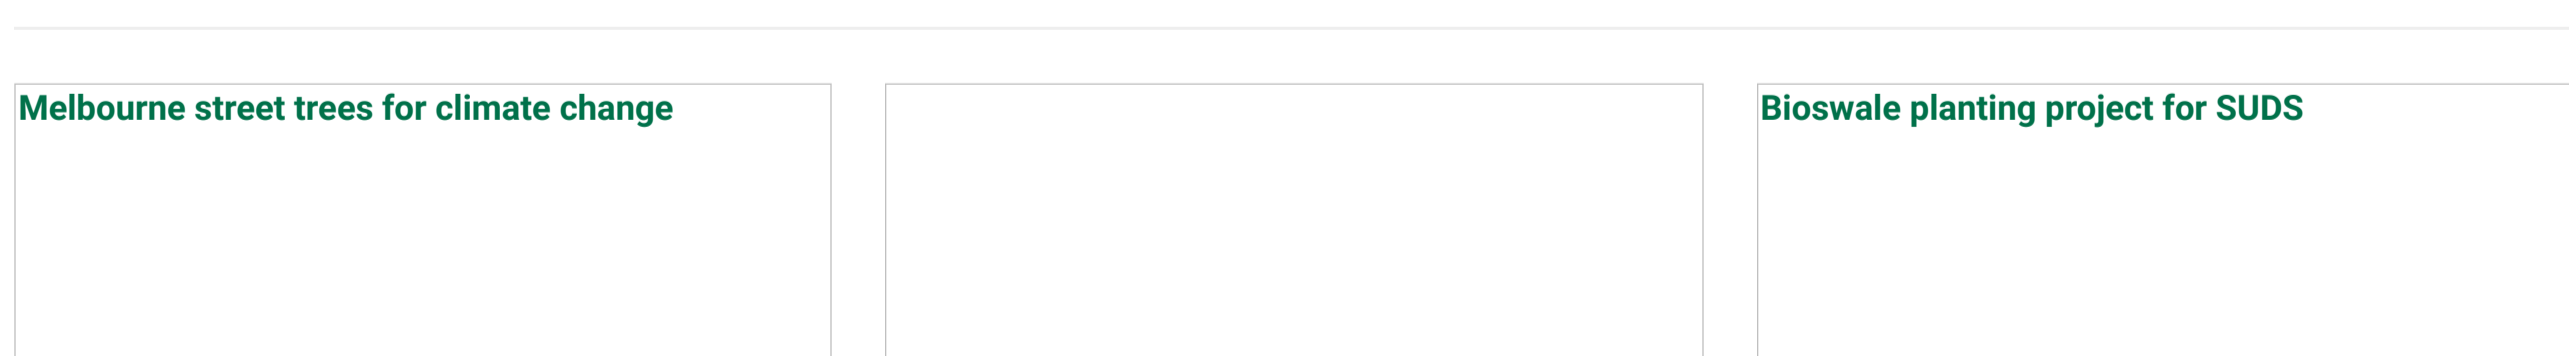 Melbourne street trees for climate change
Bioswale planting project for SUDS